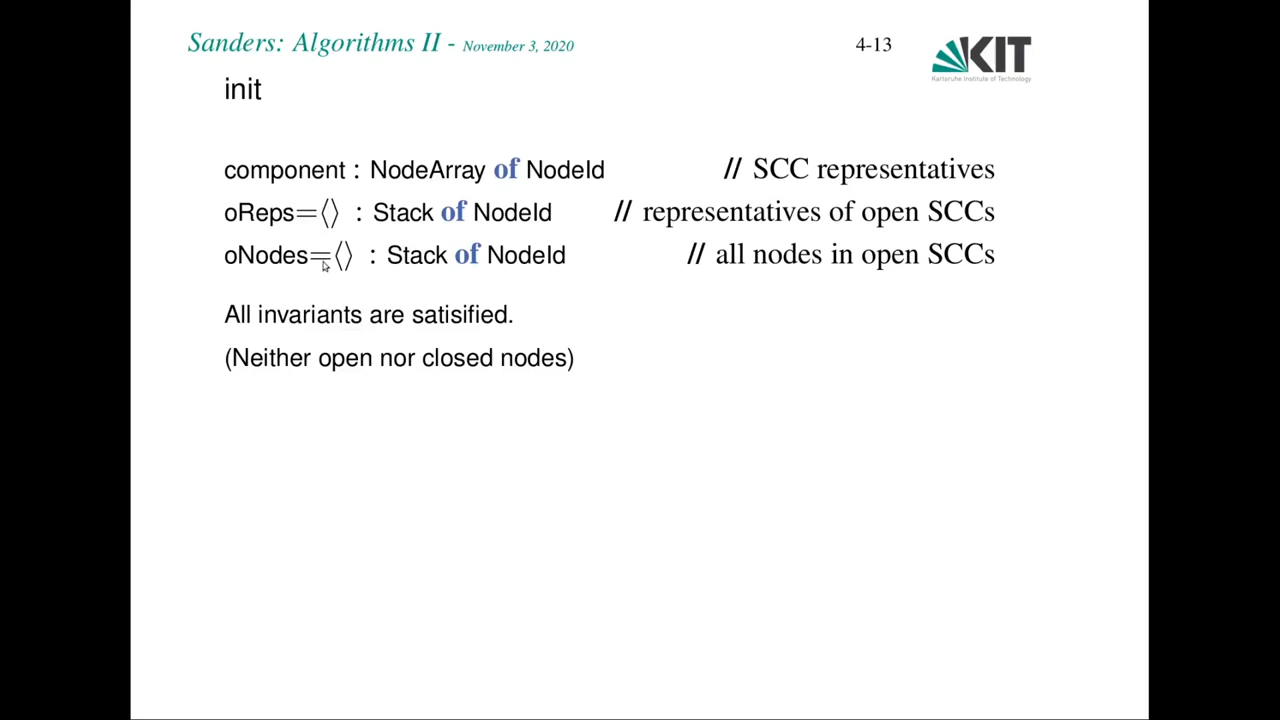 Sanders: Algorithms II - November 3, 2020 4-13
KIT
Karlsruhe Institute of Technology
init
component : NodeArray of NodeId // SCC representatives
oReps=⟨⟩ : Stack of NodeId // representatives of open SCCs
oNodes=⟨⟩ : Stack of NodeId // all nodes in open SCCs
All invariants are satisified.
(Neither open nor closed nodes)